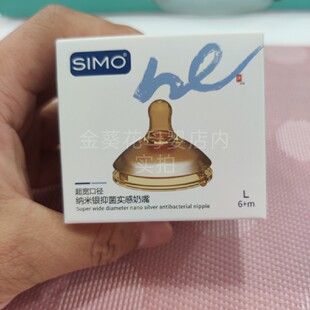 SIMO®
ne
金葵花母婴店内
实拍
超宽口径
纳米银抑菌实感奶嘴
Super wide diameter nano silver antibacterial nipple
L
6+m